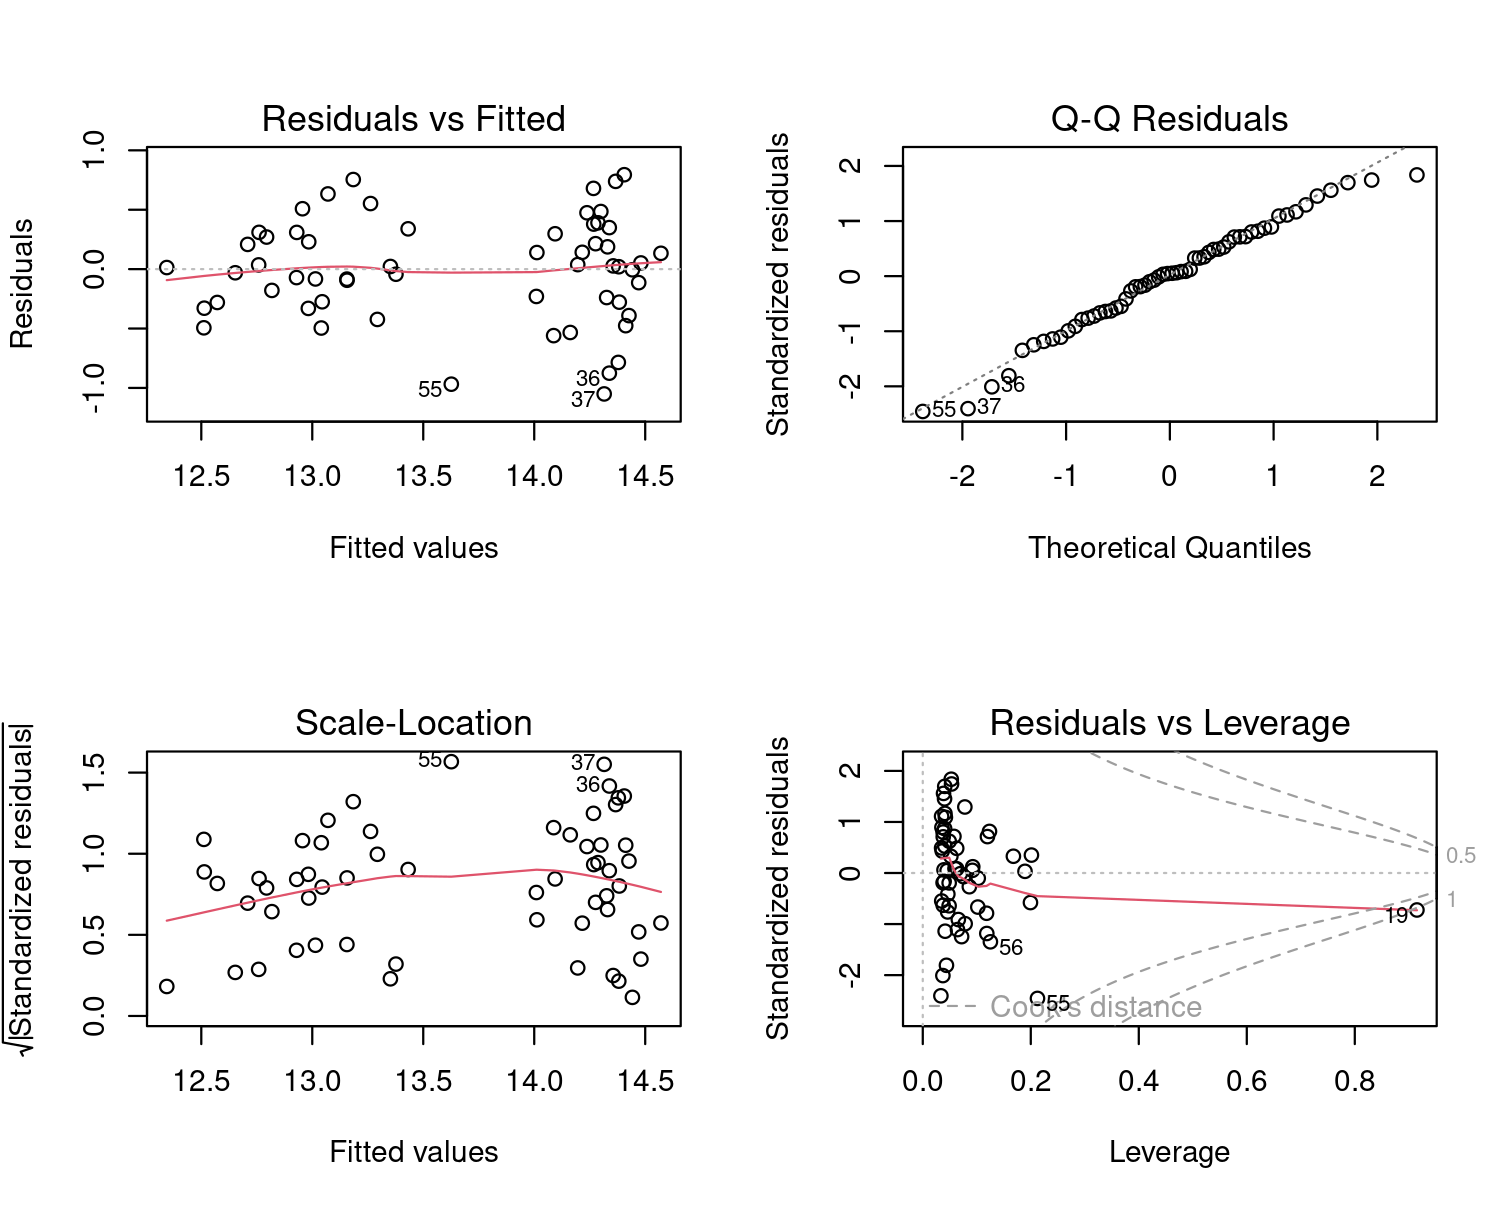 Residuals vs Fitted
Residuals
1.0
0.0
-1.0
55
36
37
12.5 13.0 13.5 14.0 14.5
Fitted values
Q-Q Residuals
Standardized residuals
2
1
0
-1
-2
55
37
36
-2 -1 0 1 2
Theoretical Quantiles
Scale-Location
√|Standardized residuals|
1.5
1.0
0.5
0.0
55
37
36
12.5 13.0 13.5 14.0 14.5
Fitted values
Residuals vs Leverage
Standardized residuals
2
1
0
-2
0.5
1
19
56
55
Cook's distance
0.0 0.2 0.4 0.6 0.8
Leverage